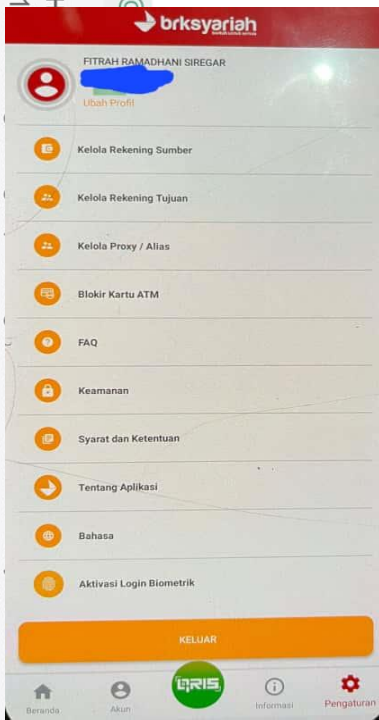 brksyariah
FITRAH RAMADHANI SIREGAR
Ubah Profil
Kelola Rekening Sumber
Kelola Rekening Tujuan
Kelola Proxy / Alias
Blokir Kartu ATM
FAQ
Keamanan
Syarat dan Ketentuan
Tentang Aplikasi
Bahasa
Aktivasi Login Biometrik
KELUAR
QRIS
Beranda
Akun
Informasi
Pengaturan